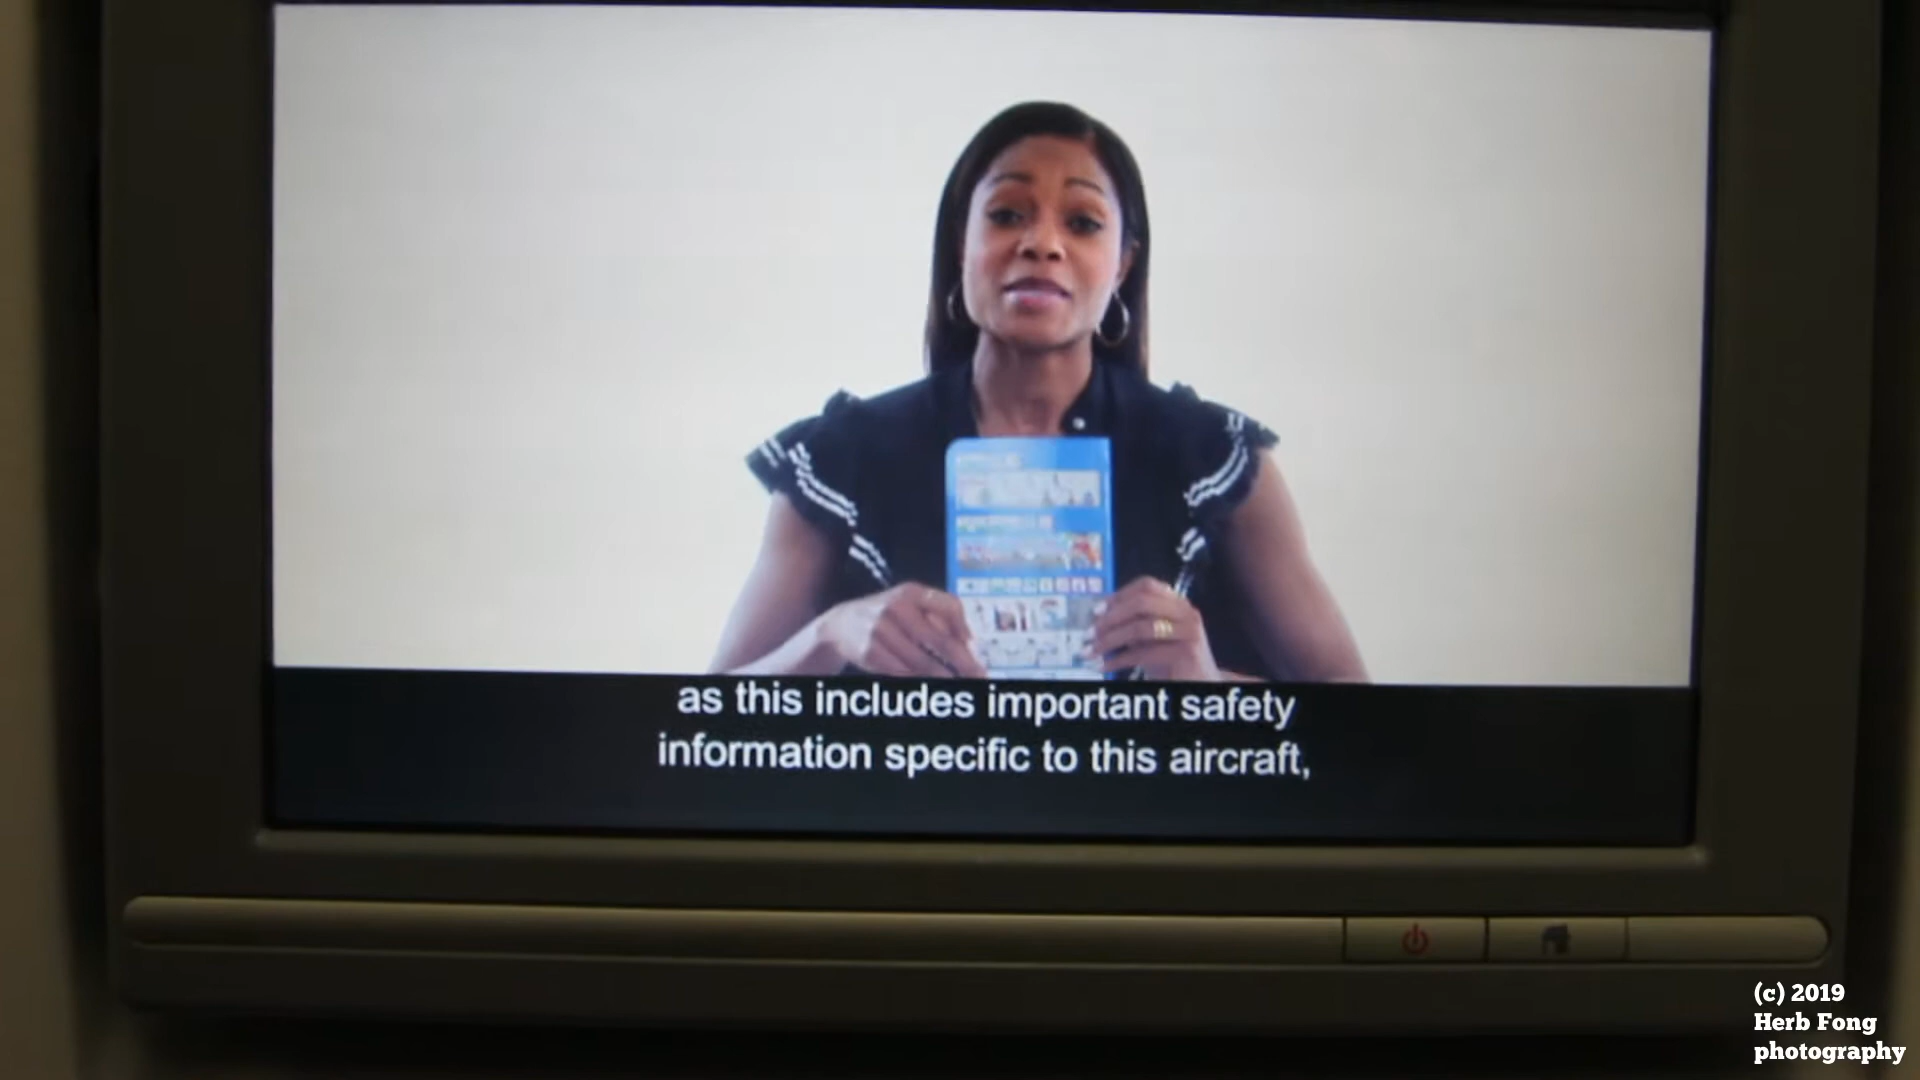 as this includes important safety
information specific to this aircraft,
(c) 2019
Herb Fong
photography